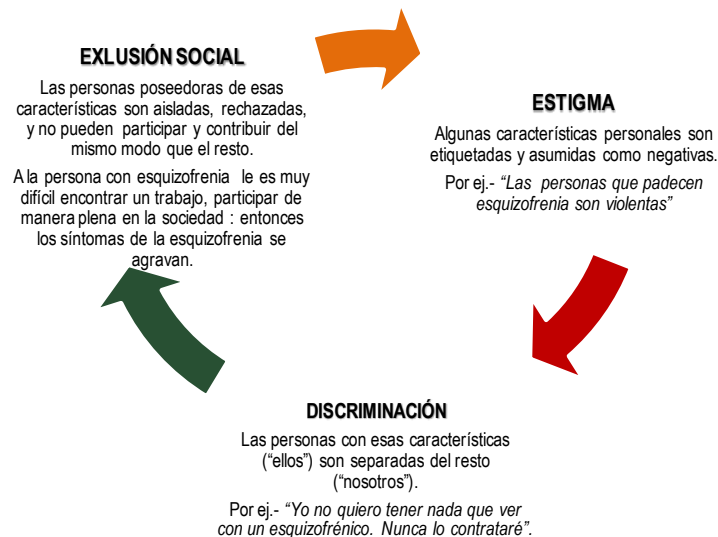 EXLUSIÓN SOCIAL
Las personas poseedoras de esas
características son aisladas, rechazadas,
y no pueden participar y contribuir del
mismo modo que el resto.
A la persona con esquizofrenia le es muy
difícil encontrar un trabajo, participar de
manera plena en la sociedad : entonces
los síntomas de la esquizofrenia se
agravan.
ESTIGMA
Algunas características personales son
etiquetadas y asumidas como negativas.
Por ej.- “Las personas que padecen
esquizofrenia son violentas”
DISCRIMINACIÓN
Las personas con esas características
(“ellos”) son separadas del resto
(“nosotros”).
Por ej.- “Yo no quiero tener nada que ver
con un esquizofrénico. Nunca lo contrataré”.